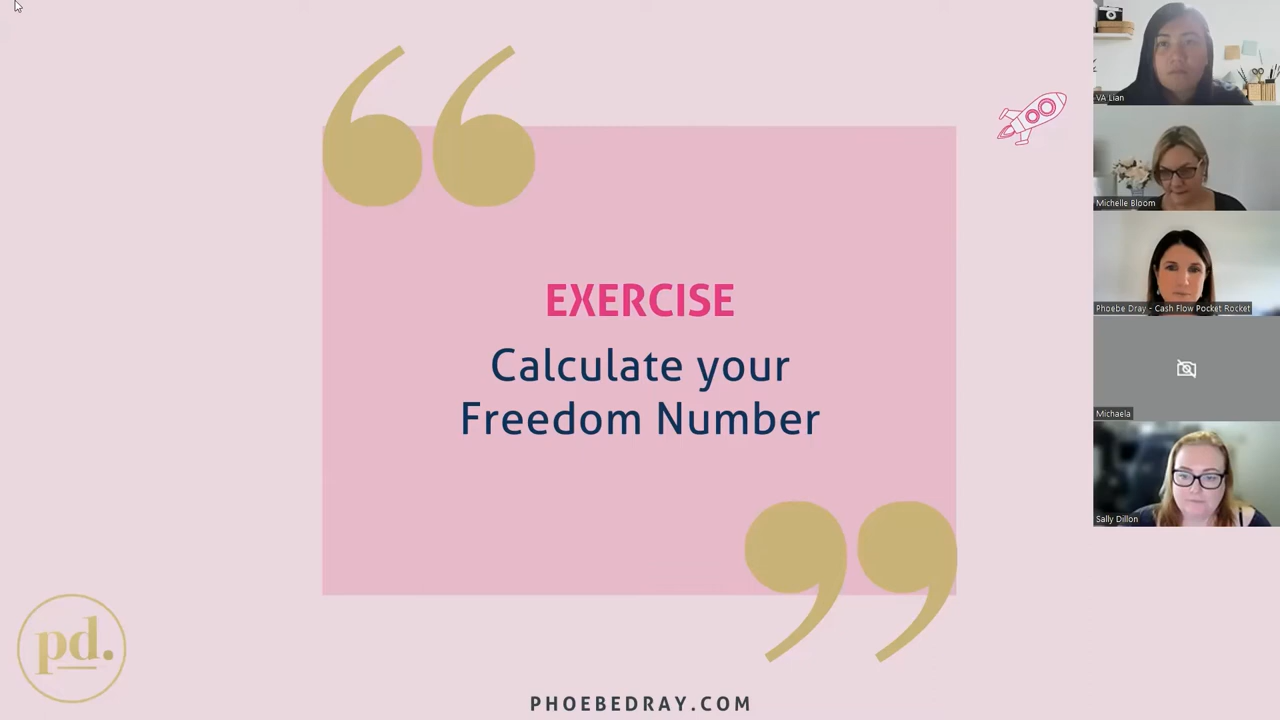 EXERCISE
Calculate your
Freedom Number
pd.
PHOEBEDRAY.COM
VA Lian
Michelle Bloom
Phoebe Dray - Cash Flow Pocket Rocket
Michaela
Sally Dillon